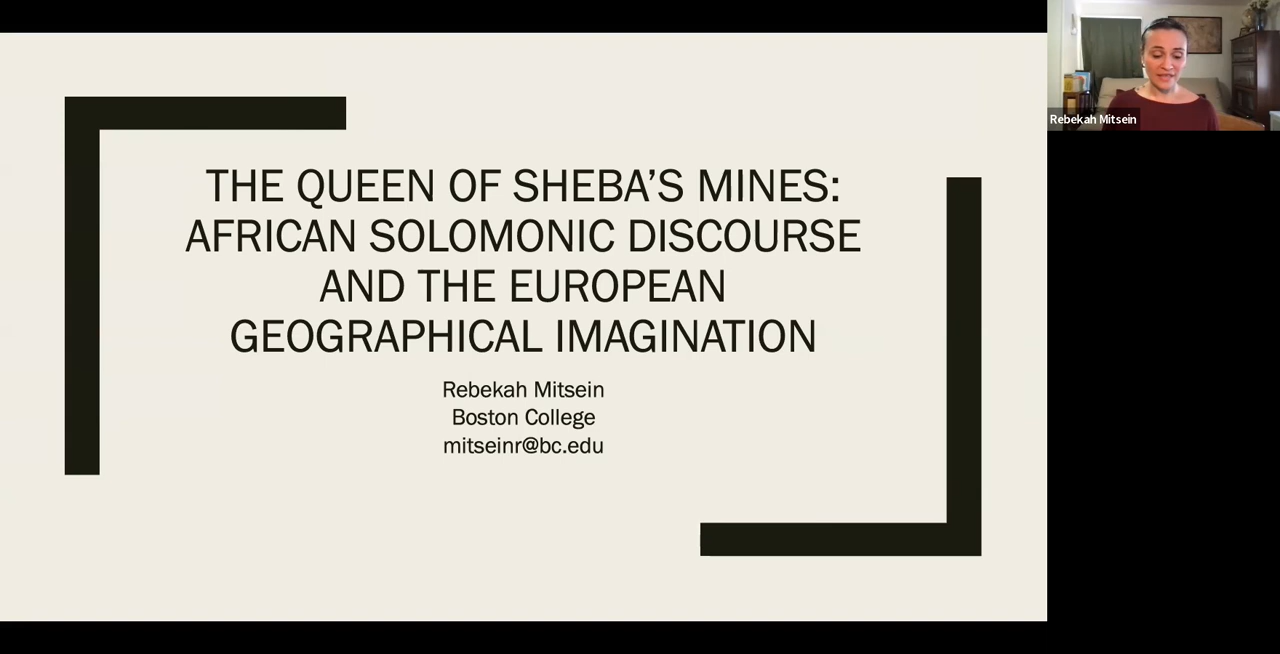 THE QUEEN OF SHEBA’S MINES:
AFRICAN SOLOMONIC DISCOURSE
AND THE EUROPEAN
GEOGRAPHICAL IMAGINATION
Rebekah Mitsein
Boston College
mitseinr@bc.edu
Rebekah Mitsein